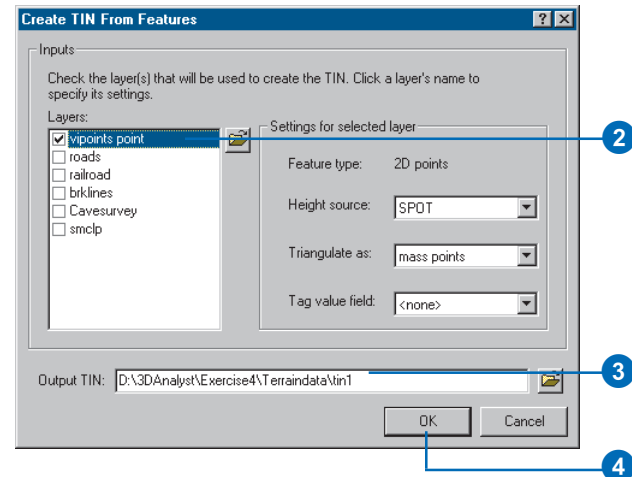 Create TIN From Features
Inputs
Check the layer(s) that will be used to create the TIN. Click a layer's name to
specify its settings.
Layers:
vipoints point
roads
railroad
brklines
Cavesurvey
smclp
Settings for selected layer
Feature type: 2D points
Height source: SPOT
Triangulate as: mass points
Tag value field: <none>
2
Output TIN: D:\3DAnalyst\Exercise4\Terraindata\tin1
3
OK Cancel
4